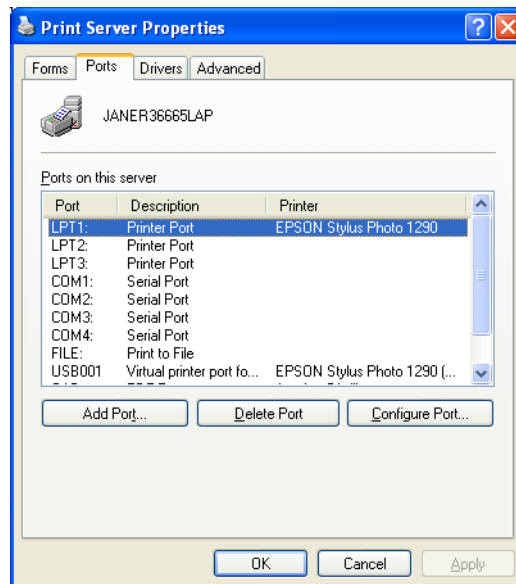 Print Server Properties
Forms Ports Drivers Advanced
JANER36665LAP
Ports on this server
Port Description Printer
LPT1: Printer Port EPSON Stylus Photo 1290
LPT2: Printer Port
LPT3: Printer Port
COM1: Serial Port
COM2: Serial Port
COM3: Serial Port
COM4: Serial Port
FILE: Print to File
USB001 Virtual printer port fo... EPSON Stylus Photo 1290 (...
Add Port... Delete Port Configure Port...
OK Cancel Apply